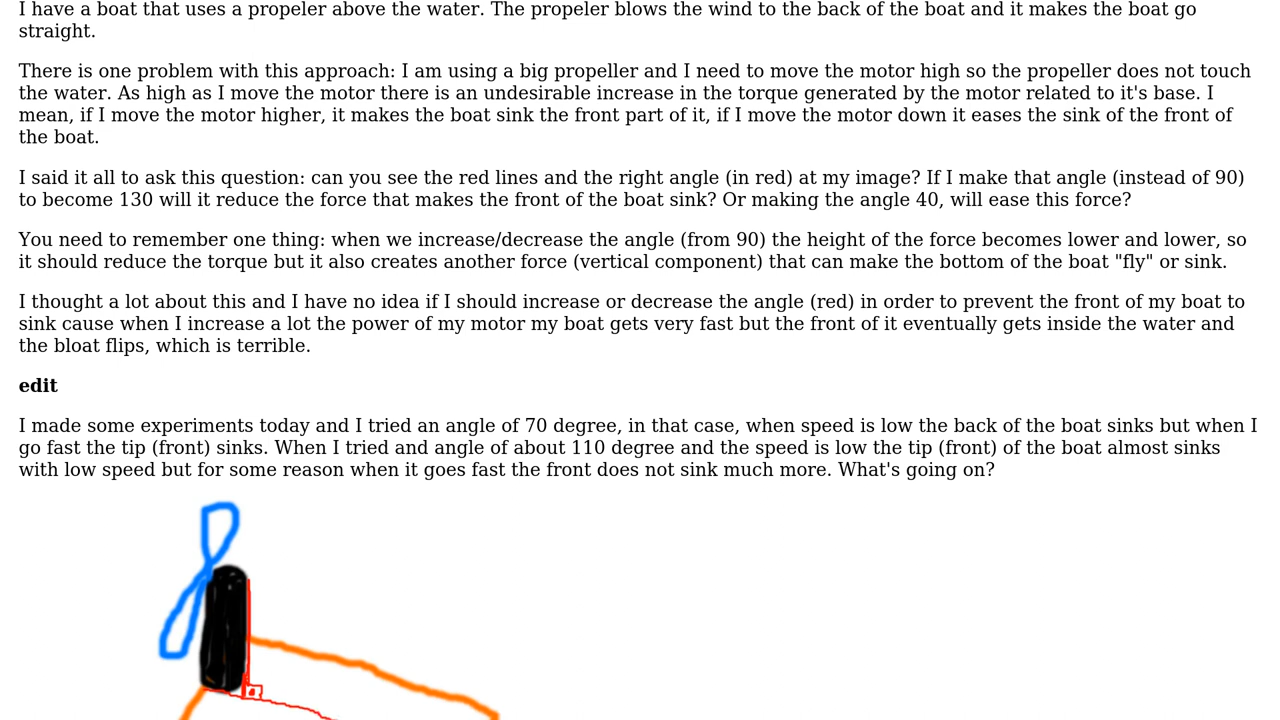 I have a boat that uses a propeler above the water. The propeler blows the wind to the back of the boat and it makes the boat go
straight.
There is one problem with this approach: I am using a big propeller and I need to move the motor high so the propeller does not touch
the water. As high as I move the motor there is an undesirable increase in the torque generated by the motor related to it's base. I
mean, if I move the motor higher, it makes the boat sink the front part of it, if I move the motor down it eases the sink of the front of
the boat.
I said it all to ask this question: can you see the red lines and the right angle (in red) at my image? If I make that angle (instead of 90)
to become 130 will it reduce the force that makes the front of the boat sink? Or making the angle 40, will ease this force?
You need to remember one thing: when we increase/decrease the angle (from 90) the height of the force becomes lower and lower, so
it should reduce the torque but it also creates another force (vertical component) that can make the bottom of the boat "fly" or sink.
I thought a lot about this and I have no idea if I should increase or decrease the angle (red) in order to prevent the front of my boat to
sink cause when I increase a lot the power of my motor my boat gets very fast but the front of it eventually gets inside the water and
the bloat flips, which is terrible.
edit
I made some experiments today and I tried an angle of 70 degree, in that case, when speed is low the back of the boat sinks but when I
go fast the tip (front) sinks. When I tried and angle of about 110 degree and the speed is low the tip (front) of the boat almost sinks
with low speed but for some reason when it goes fast the front does not sink much more. What's going on?